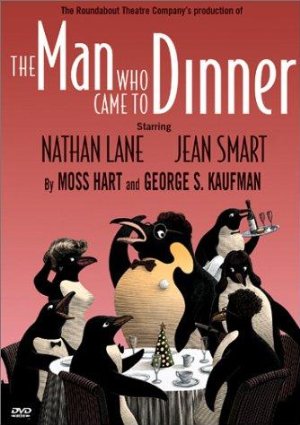 The Roundabout Theatre Company's production of
THE Man WHO CAME TO Dinner
Starring
NATHAN LANE JEAN SMART
By MOSS HART and GEORGE S. KAUFMAN
DVD